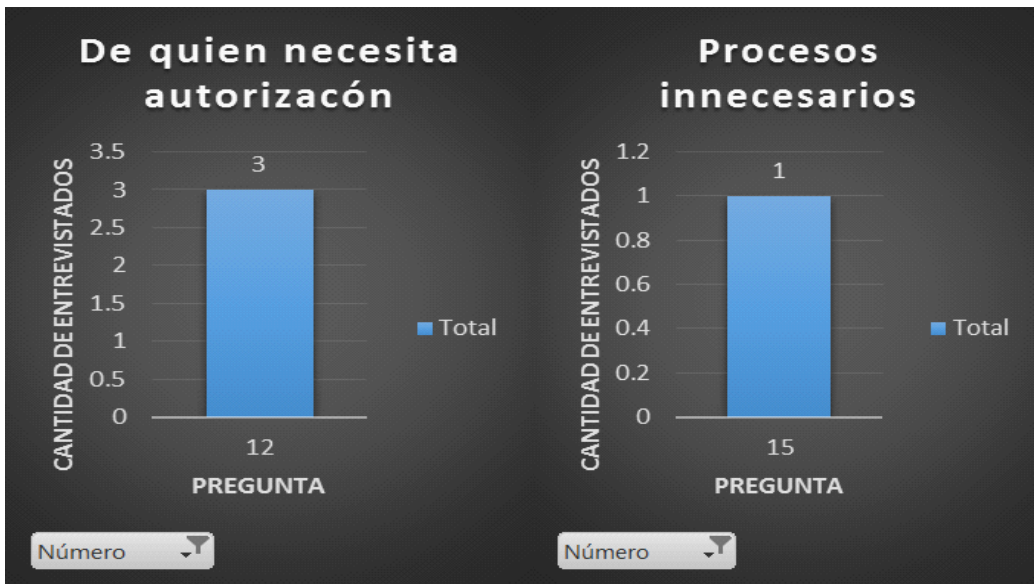 De quien necesita
autorizacón
CANTIDAD DE ENTREVISTADOS
3.5
3
2.5
2
1.5
1
0.5
0
3
12
PREGUNTA
Total
Número
Procesos
innecesarios
CANTIDAD DE ENTREVISTADOS
1.2
1
0.8
0.6
0.4
0.2
0
1
15
PREGUNTA
Total
Número